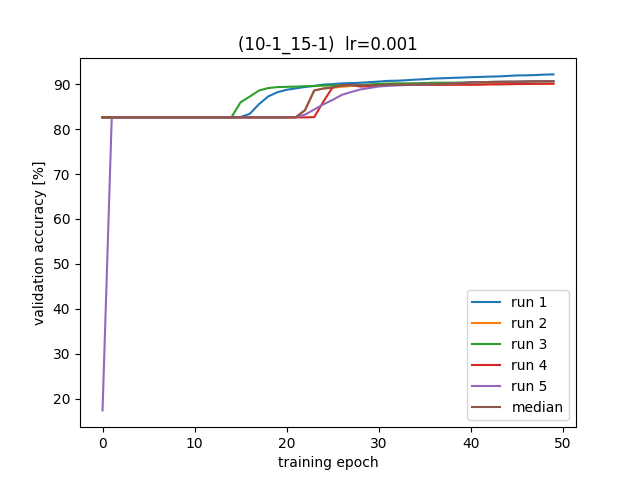 (10-1_15-1)  lr=0.001
validation accuracy [%]
90
80
70
60
50
40
30
20
0
10
20
30
40
50
training epoch
run 1
run 2
run 3
run 4
run 5
median